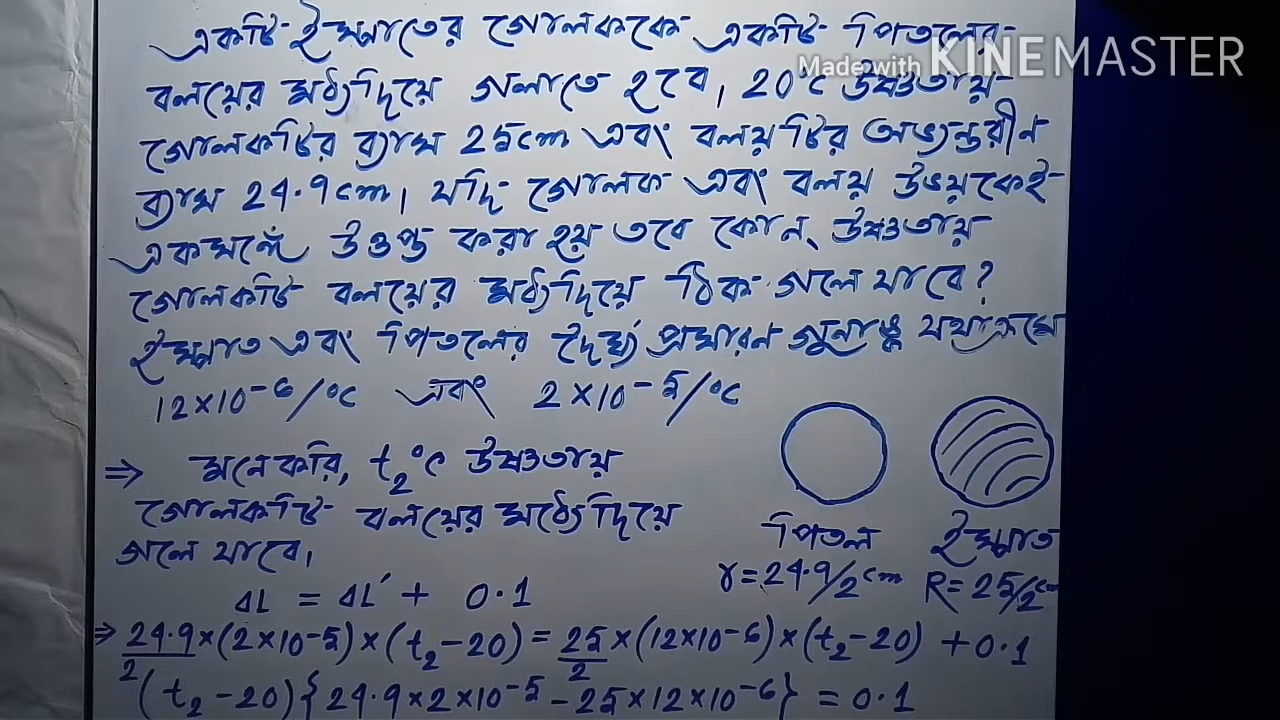 একটি ইস্পাতের গোলককে একটি পিতলের
Made with KINEMASTER
বলয়ের মধ্যদিয়ে গলাতে হবে। 20°C উষ্ণতায়
গোলকটির ব্যাস 25cm এবং বলয়টির অভ্যন্তরীন
ব্যাস 24.9cm। যদি গোলক এবং বলয় উভয়কেই
একসঙ্গে উত্তপ্ত করা হয় তবে কোন্ উষ্ণতায়
গোলকটি বলয়ের মধ্যদিয়ে ঠিক গলে যাবে?
ইস্পাত এবং পিতলের দৈর্ঘ্য প্রসারণ গুনাঙ্ক যথাক্রমে
12×10⁻⁶/°C এবং 2×10⁻⁵/°C
⇒ মনেকরি, t₂°C উষ্ণতায়
গোলকটি বলয়ের মধ্যেদিয়ে
গলে যাবে।
পিতল ইস্পাত
r=24.9/2cm R=25/2cm
ΔL = ΔL′ + 0.1
⇒ 24.9/2×(2×10⁻⁵)×(t₂-20) = 25/2×(12×10⁻⁶)×(t₂-20) + 0.1
(t₂-20){24.9×2×10⁻⁵-25×12×10⁻⁶} = 0.1